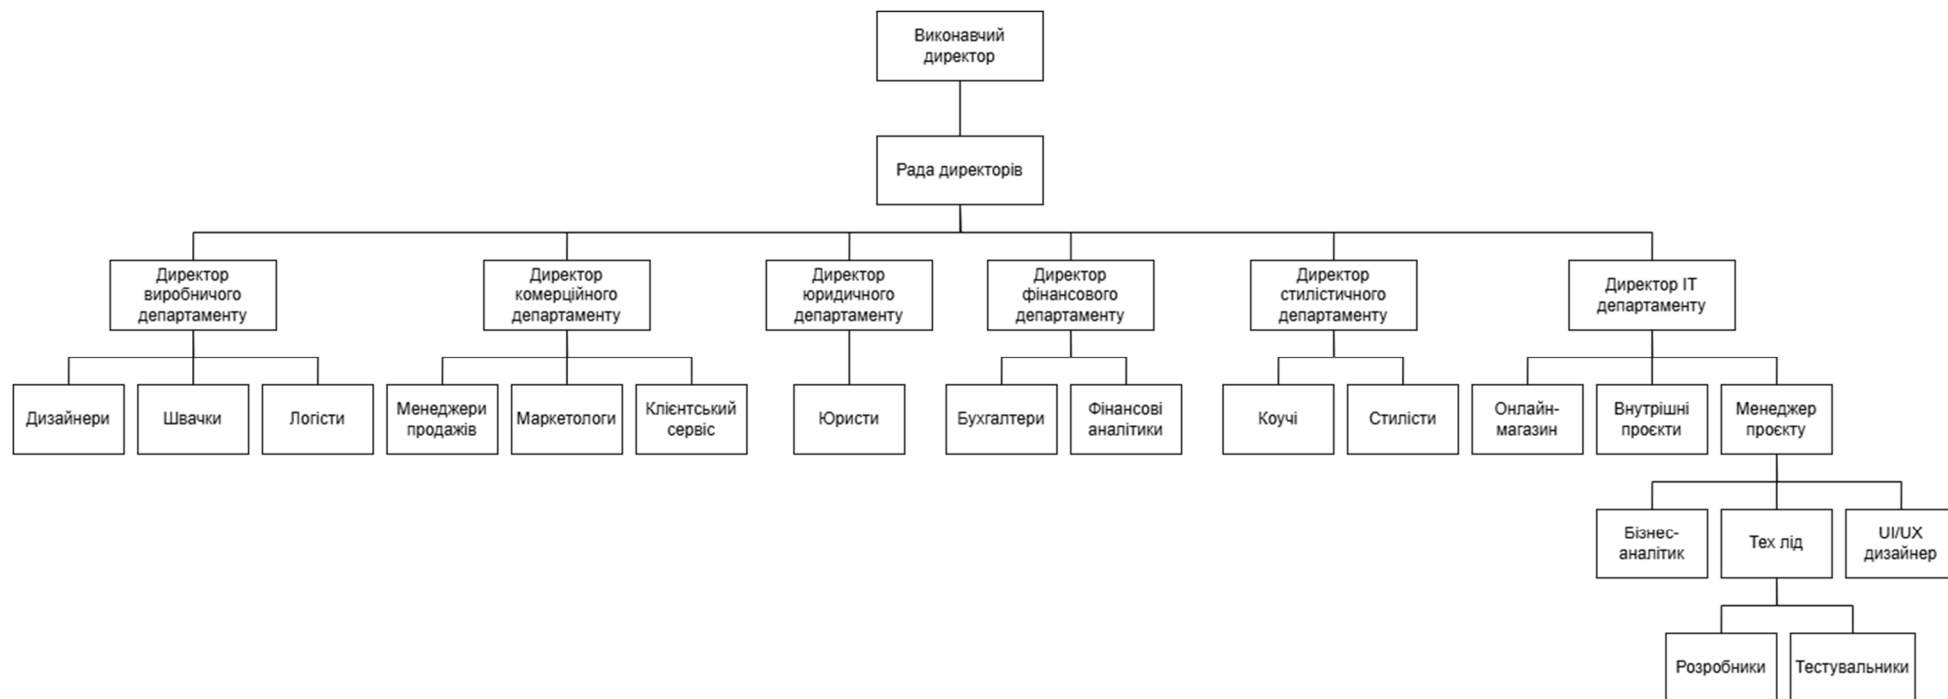 Виконавчий
директор
Рада директорів
Директор
виробничого
департаменту
Директор
комерційного
департаменту
Директор
юридичного
департаменту
Директор
фінансового
департаменту
Директор
стилістичного
департаменту
Директор ІТ
департаменту
Дизайнери
Швачки
Логісти
Менеджери
продажів
Маркетологи
Клієнтський
сервіс
Юристи
Бухгалтери
Фінансові
аналітики
Коучі
Стилісти
Онлайн-
магазин
Внутрішні
проєкти
Менеджер
проєкту
Бізнес-
аналітик
Тех лід
UI/UX
дизайнер
Розробники
Тестувальники